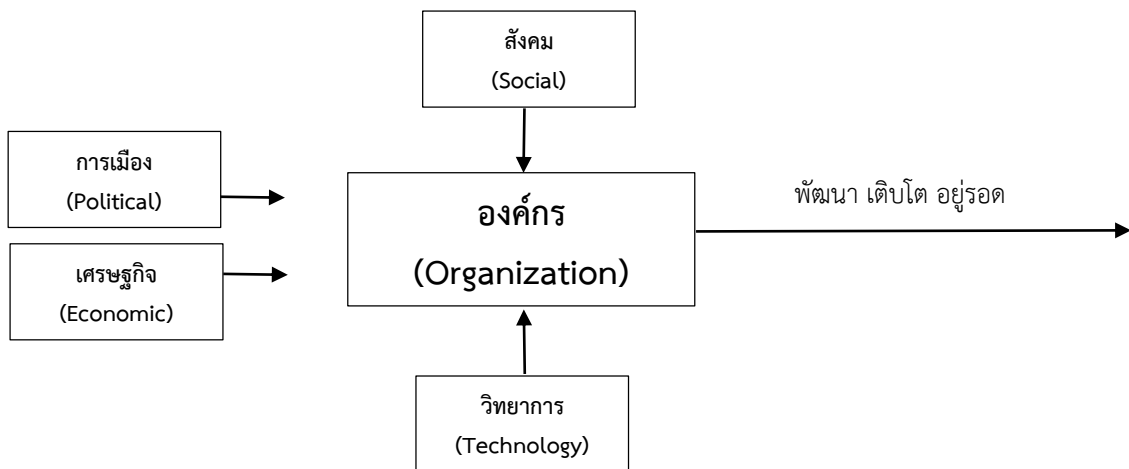 สังคม
(Social)
การเมือง
(Political)
เศรษฐกิจ
(Economic)
องค์กร
(Organization)
พัฒนา เติบโต อยู่รอด
วิทยาการ
(Technology)